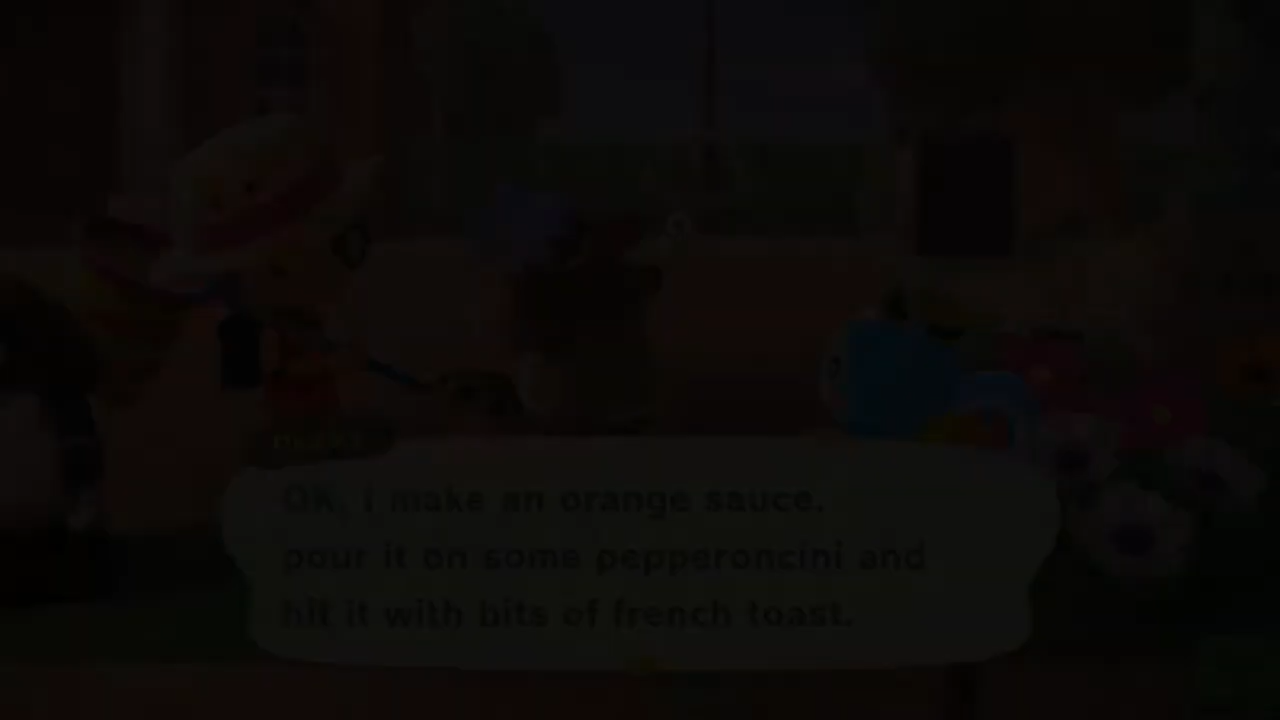 OK, I make an orange sauce.
pour it on some pepperoncini and
hit it with bits of french toast.